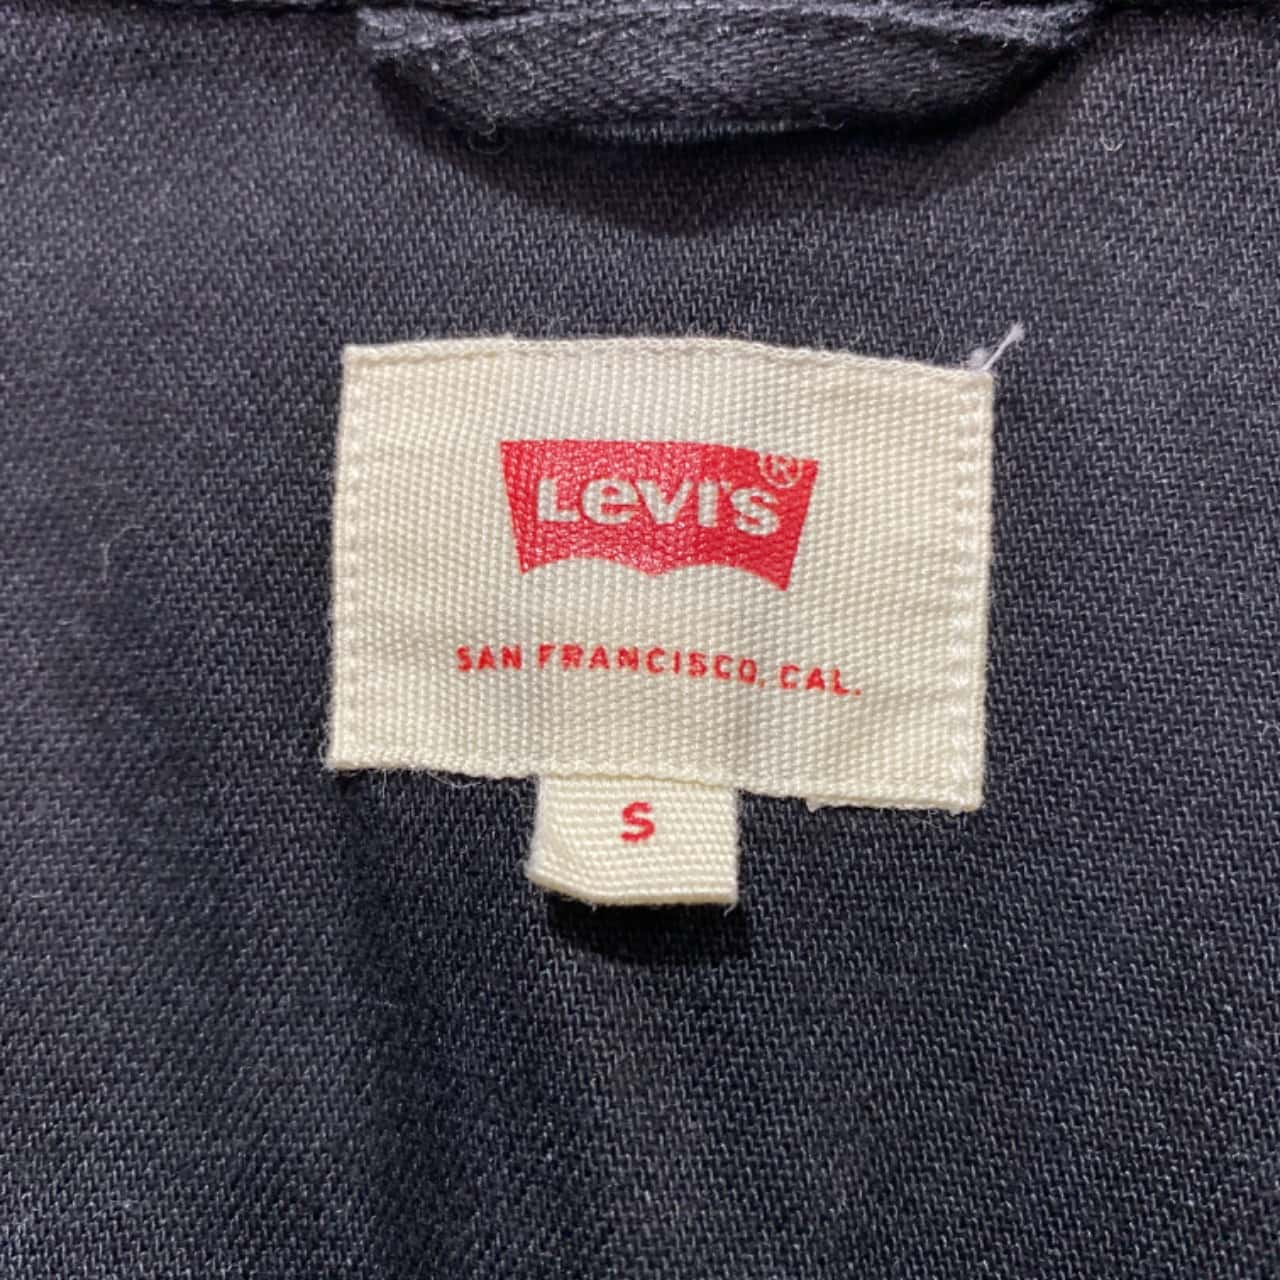 Levi's®
SAN FRANCISCO, CAL.
S